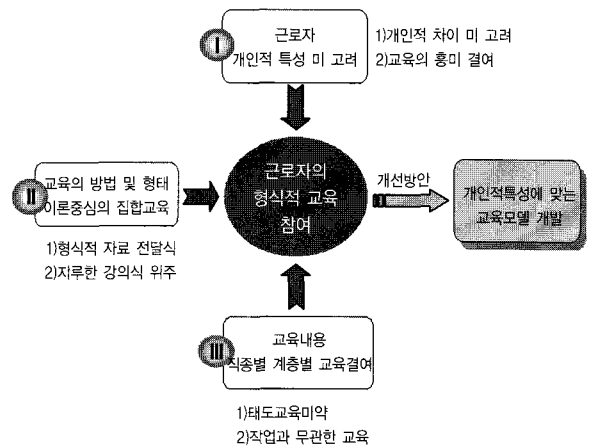 I
근로자
개인적 특성 미 고려
1)개인적 차이 미 고려
2)교육의 흥미 결여
II
교육의 방법 및 형태
이론중심의 집합교육
1)형식적 자료 전달식
2)지루한 강의식 위주
근로자의
형식적 교육
참여
개선방안
개인적특성에 맞는
교육모델 개발
III
교육내용
직종별 계층별 교육결여
1)태도교육미약
2)작업과 무관한 교육